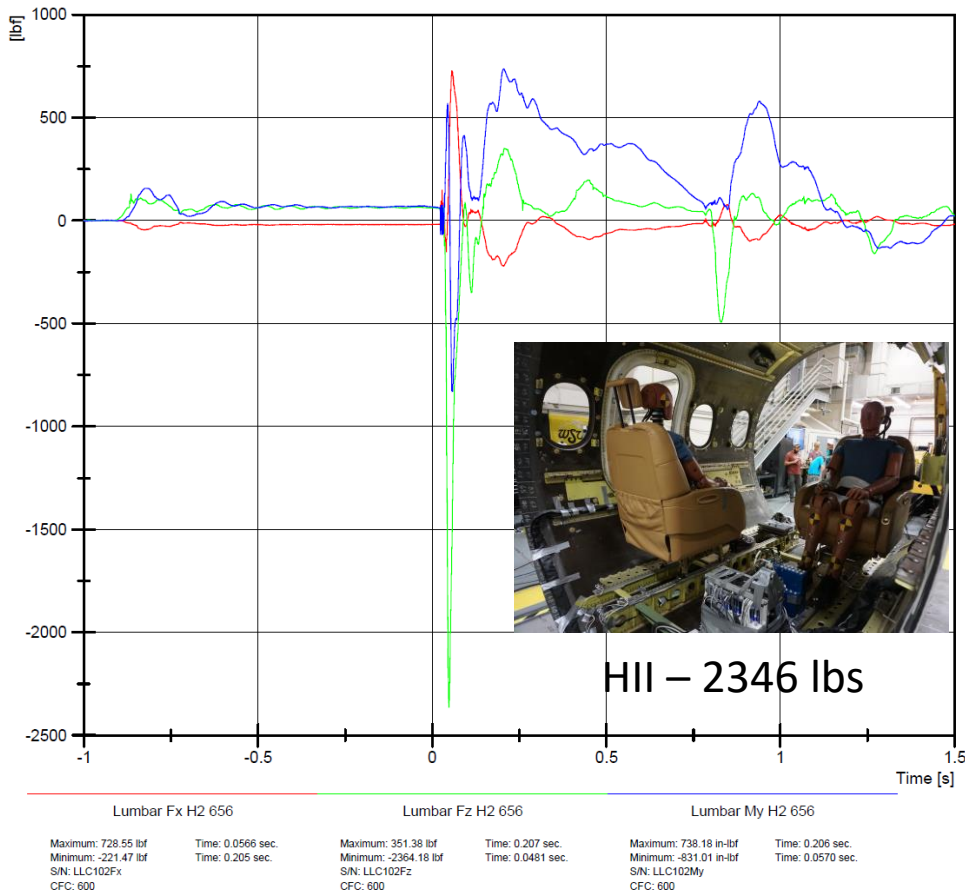 [lbf]
1000
500
0
-500
-1000
-1500
-2000
-2500
-1
-0.5
0
0.5
1
1.5
Time [s]
HII – 2346 lbs
Lumbar Fx H2 656
Maximum: 728.55 lbf Time: 0.0566 sec.
Minimum: -221.47 lbf Time: 0.205 sec.
S/N: LLC102Fx
CFC: 600
Lumbar Fz H2 656
Maximum: 351.38 lbf Time: 0.207 sec.
Minimum: -2364.18 lbf Time: 0.0481 sec.
S/N: LLC102Fz
CFC: 600
Lumbar My H2 656
Maximum: 738.18 in-lbf Time: 0.206 sec.
Minimum: -831.01 in-lbf Time: 0.0570 sec.
S/N: LLC102My
CFC: 600